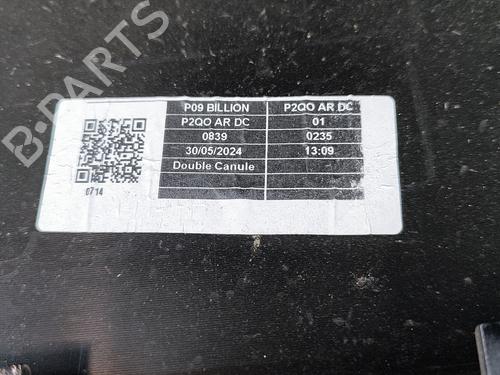 B-PARTS
P09 BILLION P2QO AR DC
P2QO AR DC 01
0839 0235
30/05/2024 13:09
Double Canule
0714